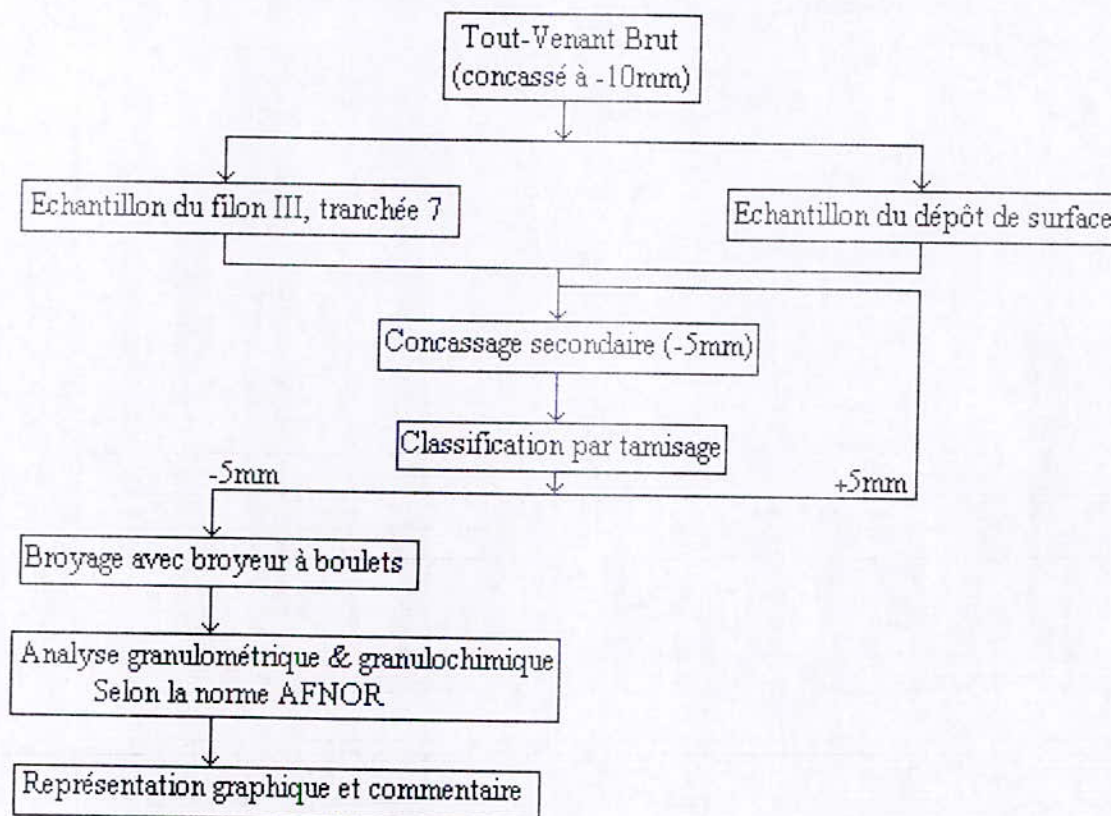 Tout-Venant Brut
(concassé à -10mm)
Echantillon du filon III, tranchée 7
Echantillon du dépôt de surface
Concassage secondaire (-5mm)
Classification par tamisage
-5mm
+5mm
Broyage avec broyeur à boulets
Analyse granulométrique & granulochimique
Selon la norme AFNOR
Représentation graphique et commentaire